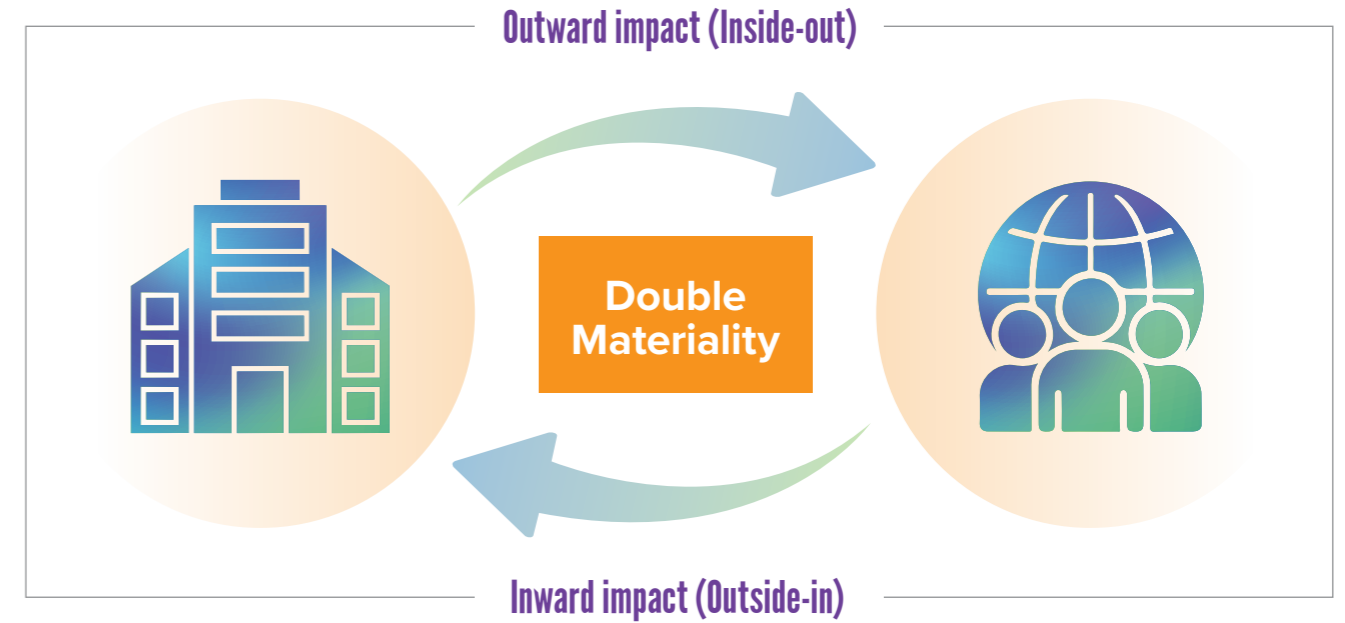 Outward impact (Inside-out)
Double
Materiality
Inward impact (Outside-in)